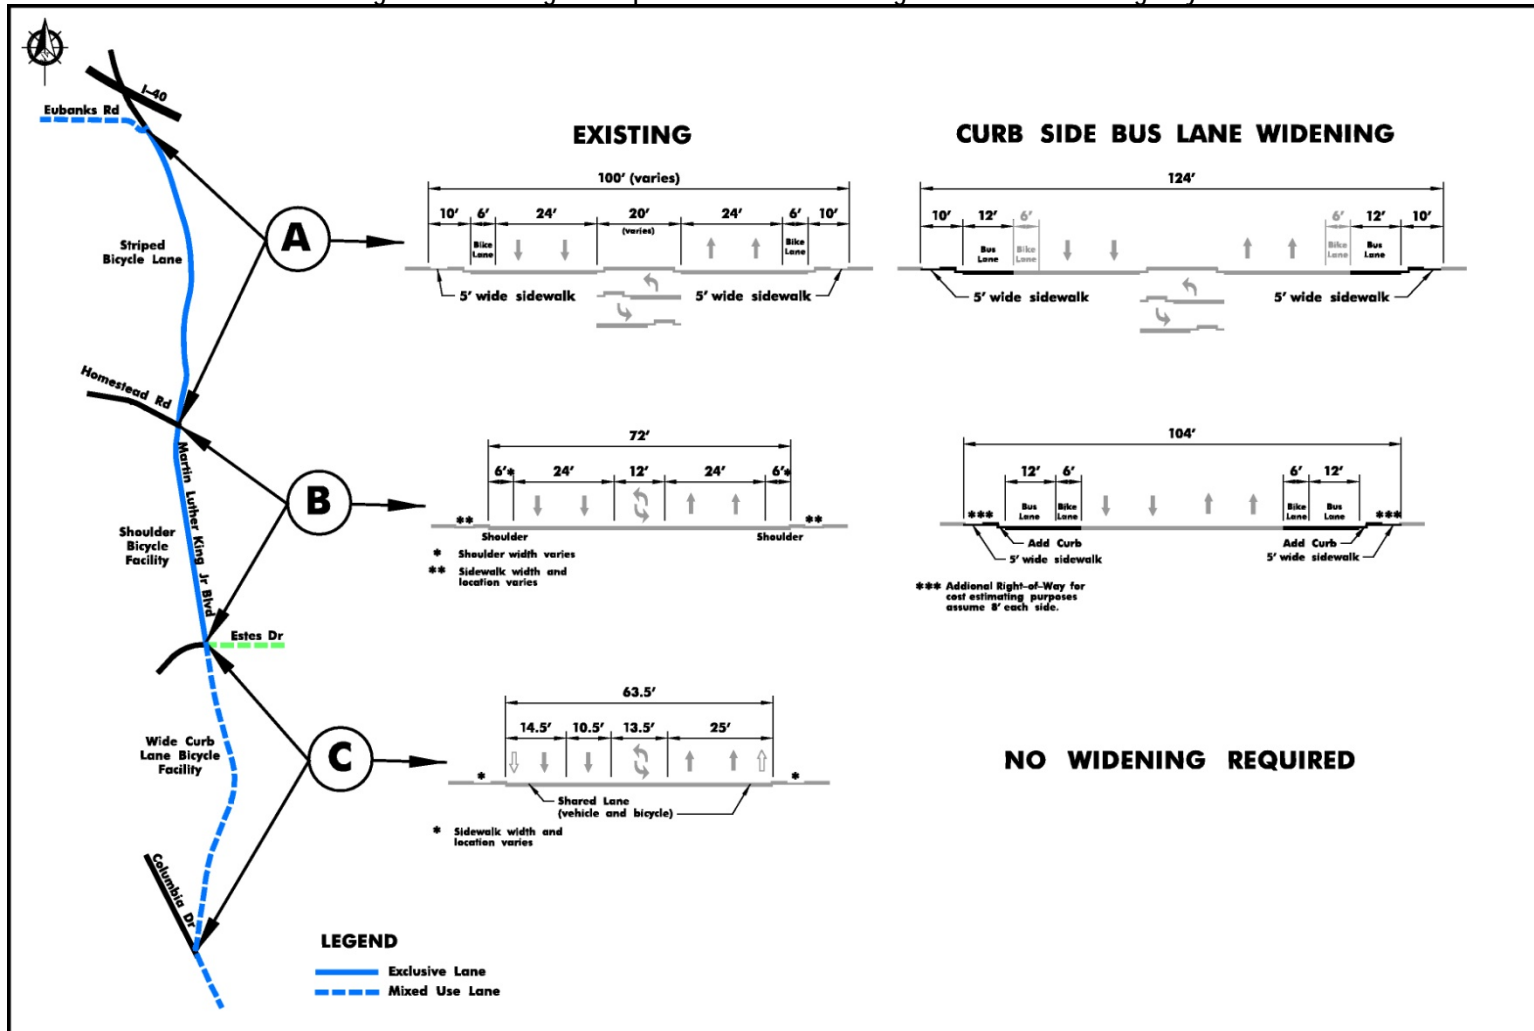 I-40
Eubanks Rd
EXISTING
CURB SIDE BUS LANE WIDENING
100' (varies)
10'
6'
24'
20'
(varies)
24'
6'
10'
Bike
Lane
Bike
Lane
5' wide sidewalk
5' wide sidewalk
124'
10'
12'
6'
6'
12'
10'
Bus
Lane
Bike
Lane
Bike
Lane
Bus
Lane
5' wide sidewalk
5' wide sidewalk
Striped
Bicycle Lane
A
Homestead Rd
Martin Luther King Jr Blvd
Shoulder
Bicycle
Facility
B
72'
6'*
24'
12'
24'
6'*
**
**
Shoulder
Shoulder
* Shoulder width varies
** Sidewalk width and
location varies
104'
12'
6'
6'
12'
***
Bus
Lane
Bike
Lane
Bike
Lane
Bus
Lane
***
Add Curb
5' wide sidewalk
Add Curb
5' wide sidewalk
*** Addional Right-of-Way for
cost estimating purposes
assume 8' each side.
Estes Dr
Wide Curb
Lane Bicycle
Facility
C
63.5'
14.5'
10.5'
13.5'
25'
*
*
Shared Lane
(vehicle and bicycle)
* Sidewalk width and
location varies
NO WIDENING REQUIRED
Columbia Dr
LEGEND
Exclusive Lane
Mixed Use Lane